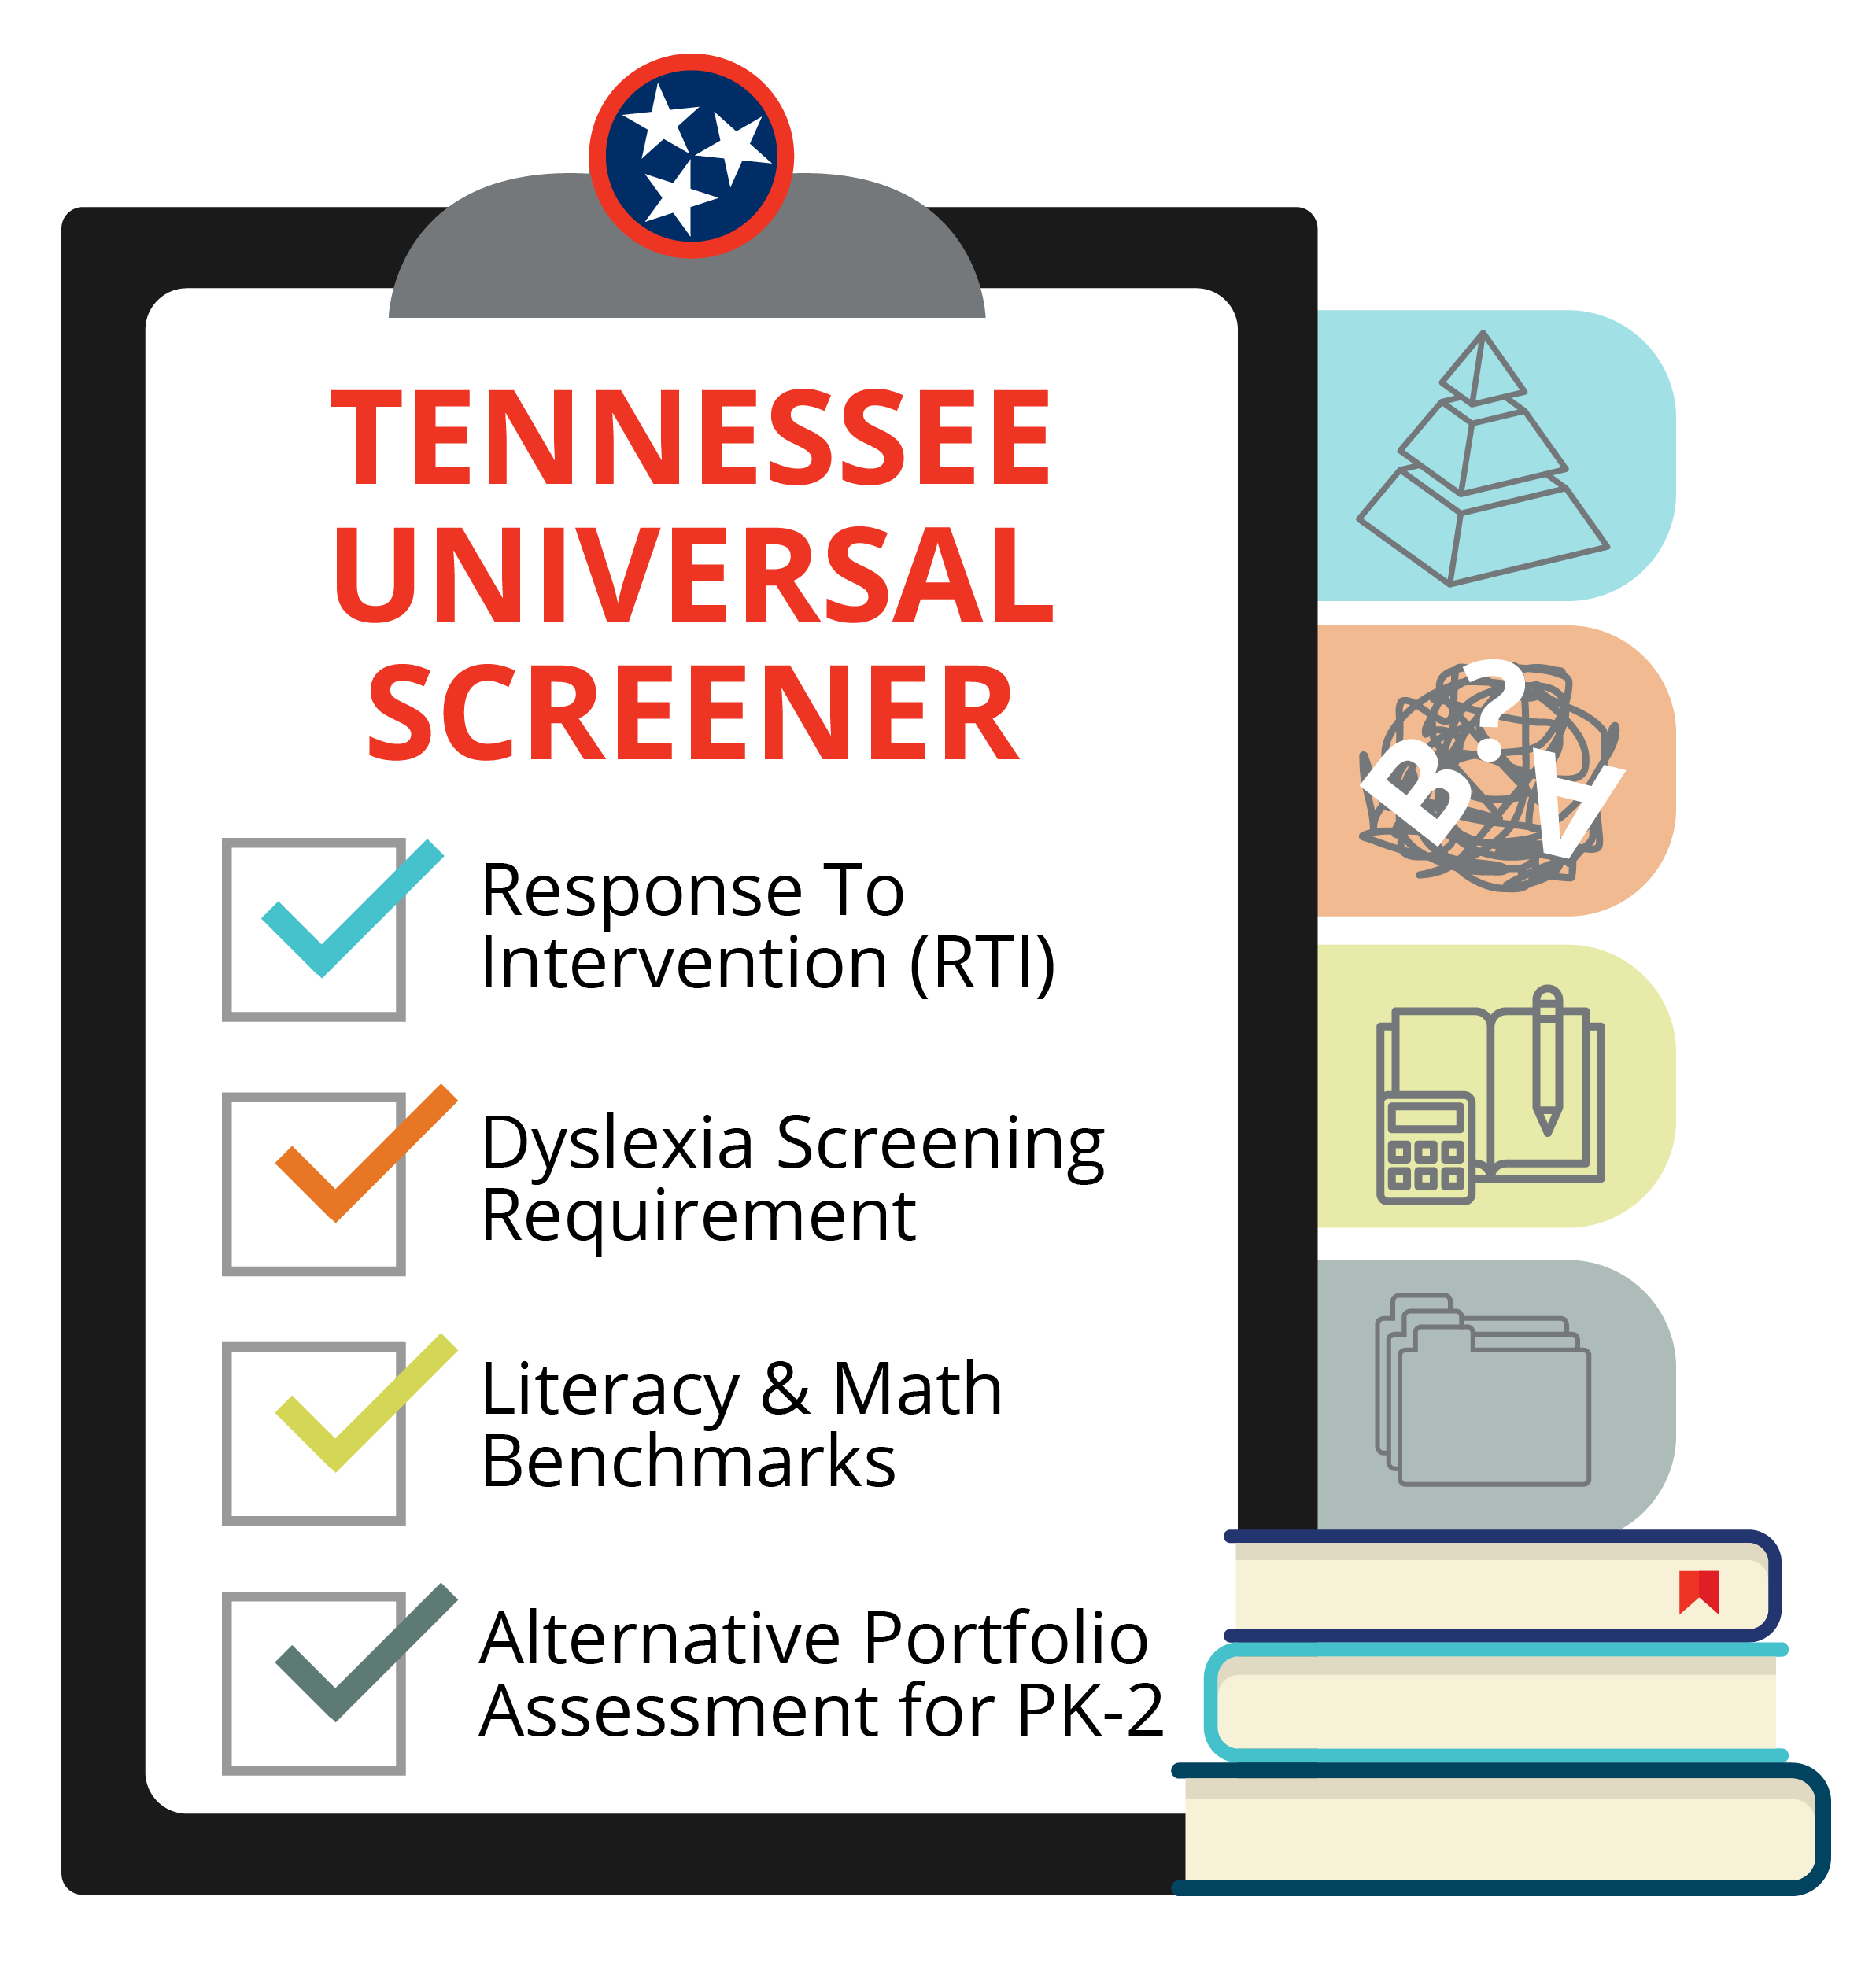 TENNESSEE
UNIVERSAL
SCREENER
Response To
Intervention (RTI)
Dyslexia Screening
Requirement
Literacy & Math
Benchmarks
Alternative Portfolio
Assessment for PK-2
?
B
A